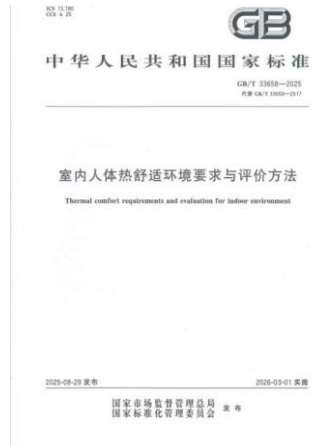 ICS 13.180
CCS A 25
GB
中华人民共和国国家标准
GB/T 33658—2025
代替 GB/T 33658—2017
室内人体热舒适环境要求与评价方法
Thermal comfort requirements and evaluation for indoor environment
2025-08-29 发布
2026-03-01 实施
国家市场监督管理总局
国家标准化管理委员会
发布